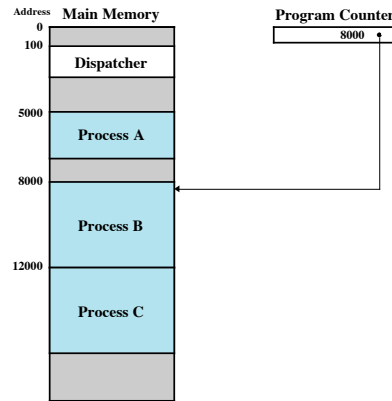 Address
Main Memory
Program Counter
0
8000
100
Dispatcher
5000
Process A
8000
Process B
12000
Process C